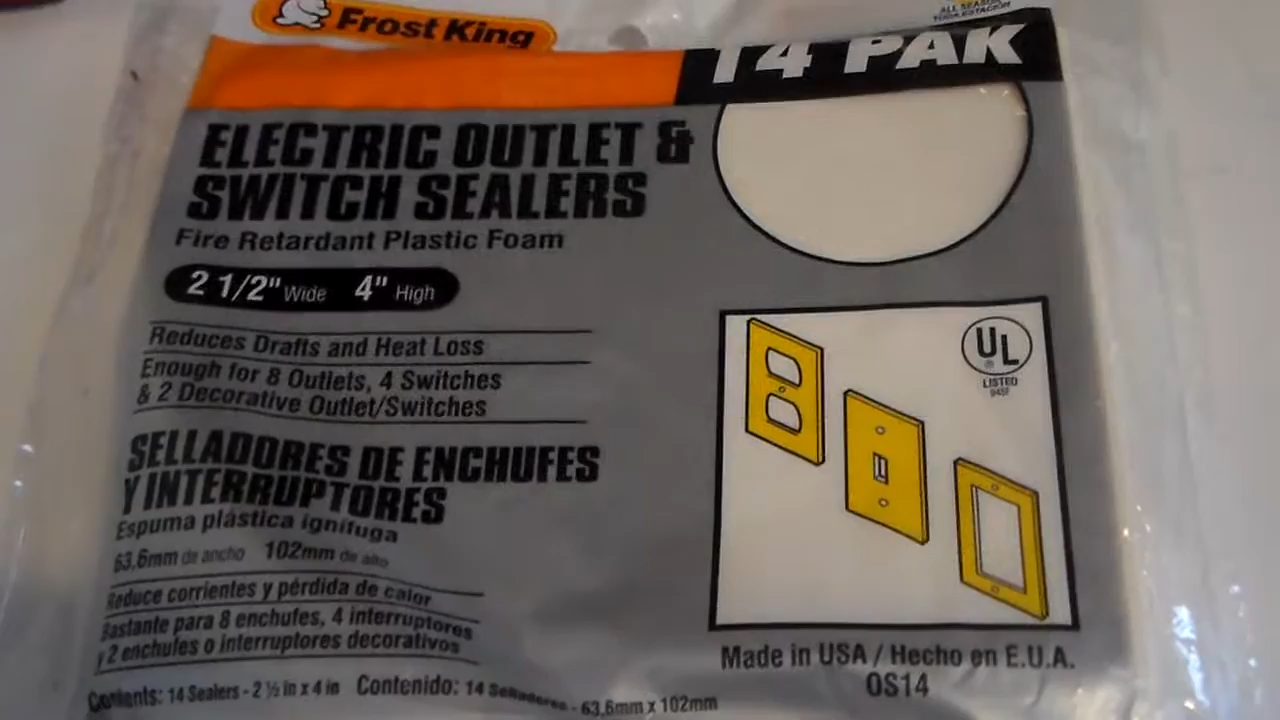 Frost King
ALL SEASON
TODA ESTACIÓN
14 PAK
ELECTRIC OUTLET &
SWITCH SEALERS
Fire Retardant Plastic Foam
2 1/2" Wide 4" High
Reduces Drafts and Heat Loss
Enough for 8 Outlets, 4 Switches
& 2 Decorative Outlet/Switches
SELLADORES DE ENCHUFES
Y INTERRUPTORES
Espuma plástica ignífuga
63,6mm de ancho 102mm de alto
Reduce corrientes y pérdida de calor
Bastante para 8 enchufes, 4 interruptores
y 2 enchufes o interruptores decorativos
Contents: 14 Sealers - 2 ½ in x 4 in Contenido: 14 Selladores - 63,6mm x 102mm
UL
®
LISTED
945F
Made in USA / Hecho en E.U.A.
OS14